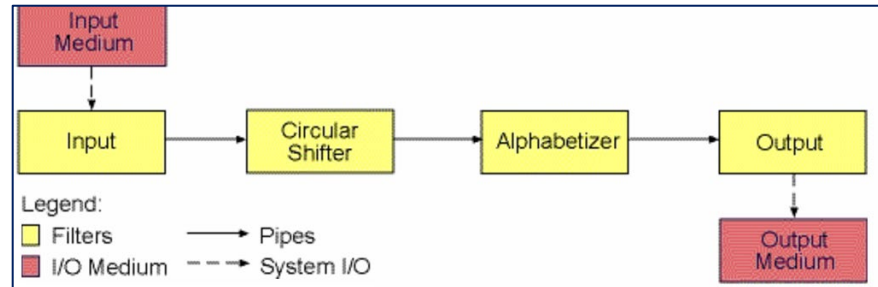 Input
Medium
Input
Circular
Shifter
Alphabetizer
Output
Legend:
Filters
Pipes
I/O Medium
System I/O
Output
Medium